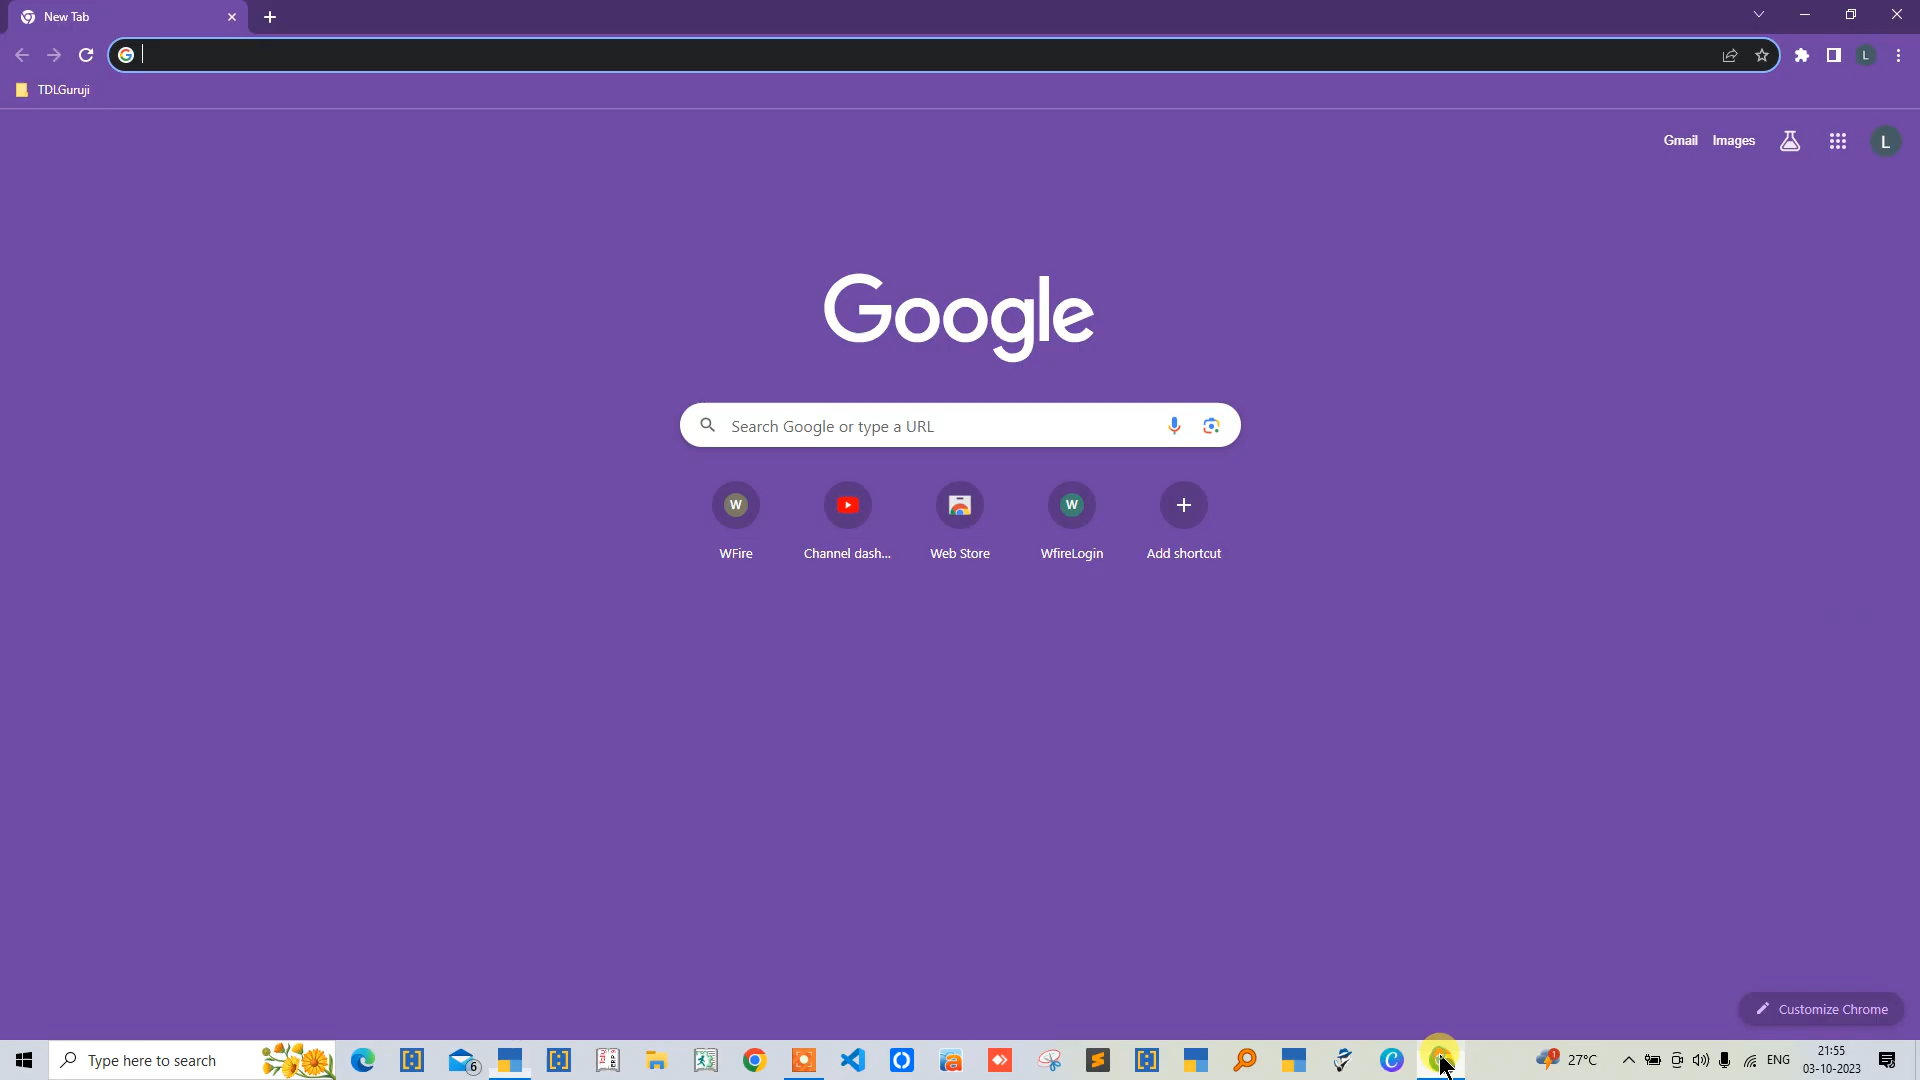 New Tab
TDLGuruji
Gmail Images
L
Google
Search Google or type a URL
W
W
WFire Channel dash... Web Store WfireLogin Add shortcut
Customize Chrome
Type here to search
6
27°C
ENG
21:55
03-10-2023